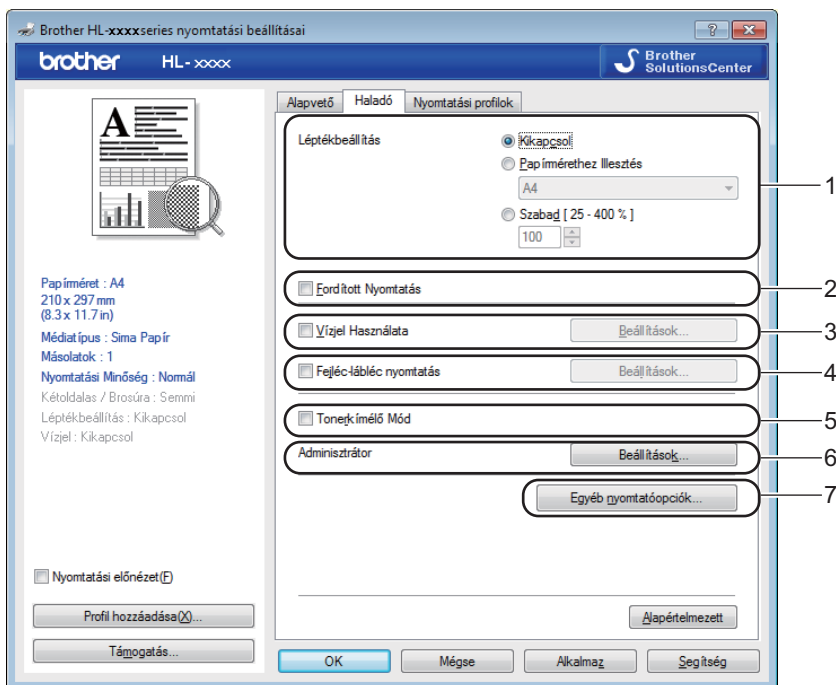 Brother HL-xxxxseries nyomtatási beállításai
brother HL-xxxx
Brother
SolutionsCenter
Alapvető Haladó Nyomtatási profilok
A
Papírméret : A4
210 x 297 mm
(8.3 x 11.7 in)
Médiatípus : Sima Papír
Másolatok : 1
Nyomtatási Minőség : Normál
Kétoldalas / Brosúra : Semmi
Léptékbeállítás : Kikapcsol
Vízjel : Kikapcsol
Nyomtatási előnézet(F)
Profil hozzáadása(X)...
Támogatás...
Léptékbeállítás
Kikapcsol
Papírmérethez Illesztés
A4
Szabad [ 25 - 400 % ]
100
1
Fordított Nyomtatás
2
Vízjel Használata Beállítások...
3
Fejléc-lábléc nyomtatás Beállítások...
4
Tonerkímélő Mód
5
Adminisztrátor Beállítások...
6
Egyéb nyomtatóopciók...
7
Alapértelmezett
OK Mégse Alkalmaz Segítség